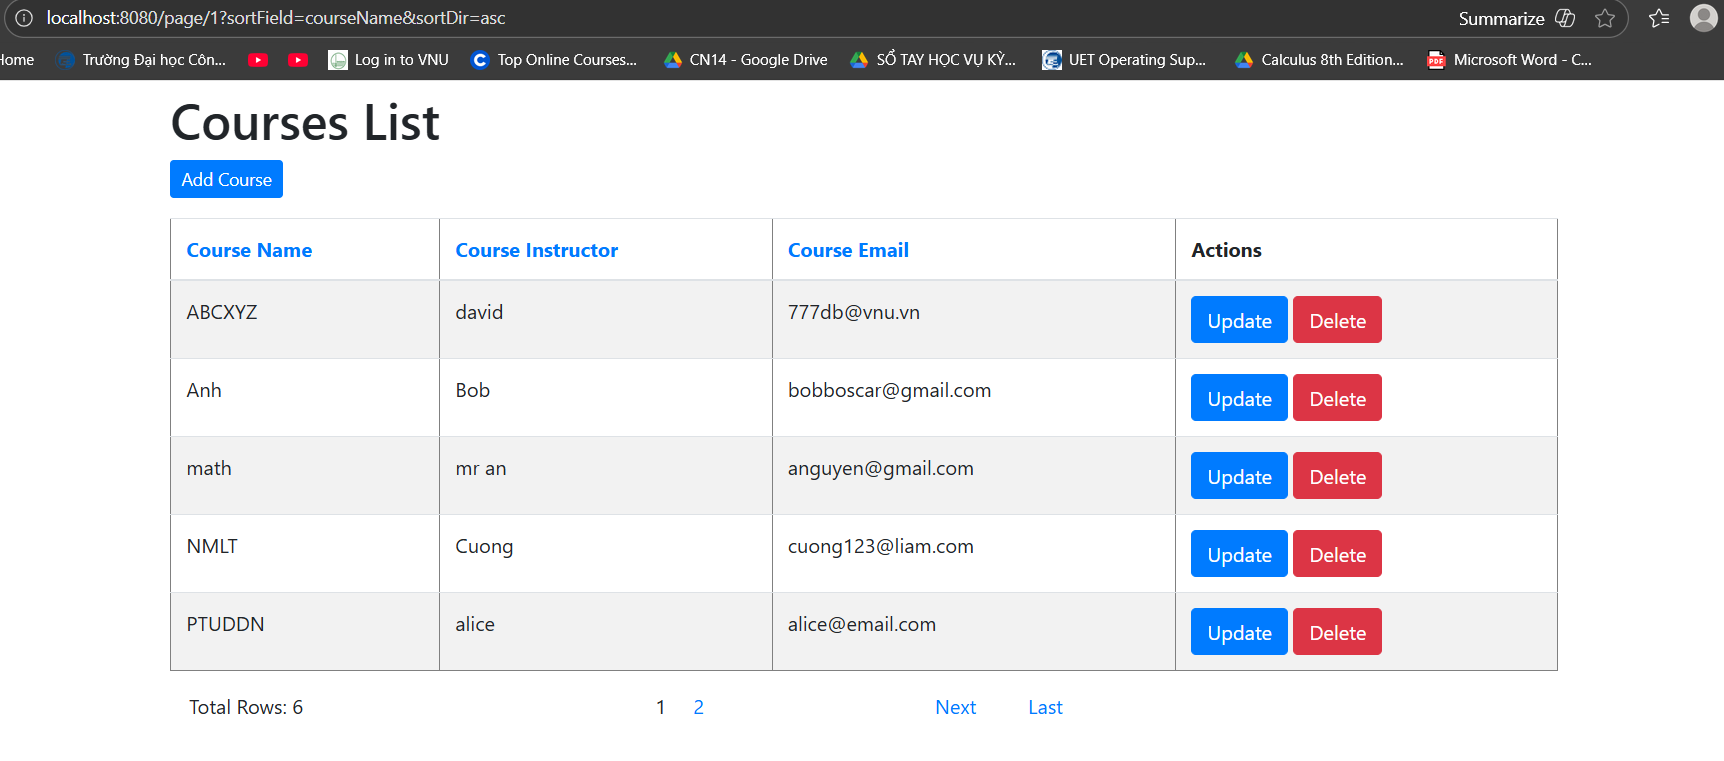 localhost:8080/page/1?sortField=courseName&sortDir=asc Summarize
Home Trường Đại học Côn... Log in to VNU Top Online Courses... CN14 - Google Drive SỔ TAY HỌC VỤ KỲ... UET Operating Sup... Calculus 8th Edition... PDF Microsoft Word - C...
Courses List
Add Course
Course Name Course Instructor Course Email Actions
ABCXYZ david 777db@vnu.vn Update Delete
Anh Bob bobboscar@gmail.com Update Delete
math mr an anguyen@gmail.com Update Delete
NMLT Cuong cuong123@liam.com Update Delete
PTUDDN alice alice@email.com Update Delete
Total Rows: 6 1 2 Next Last